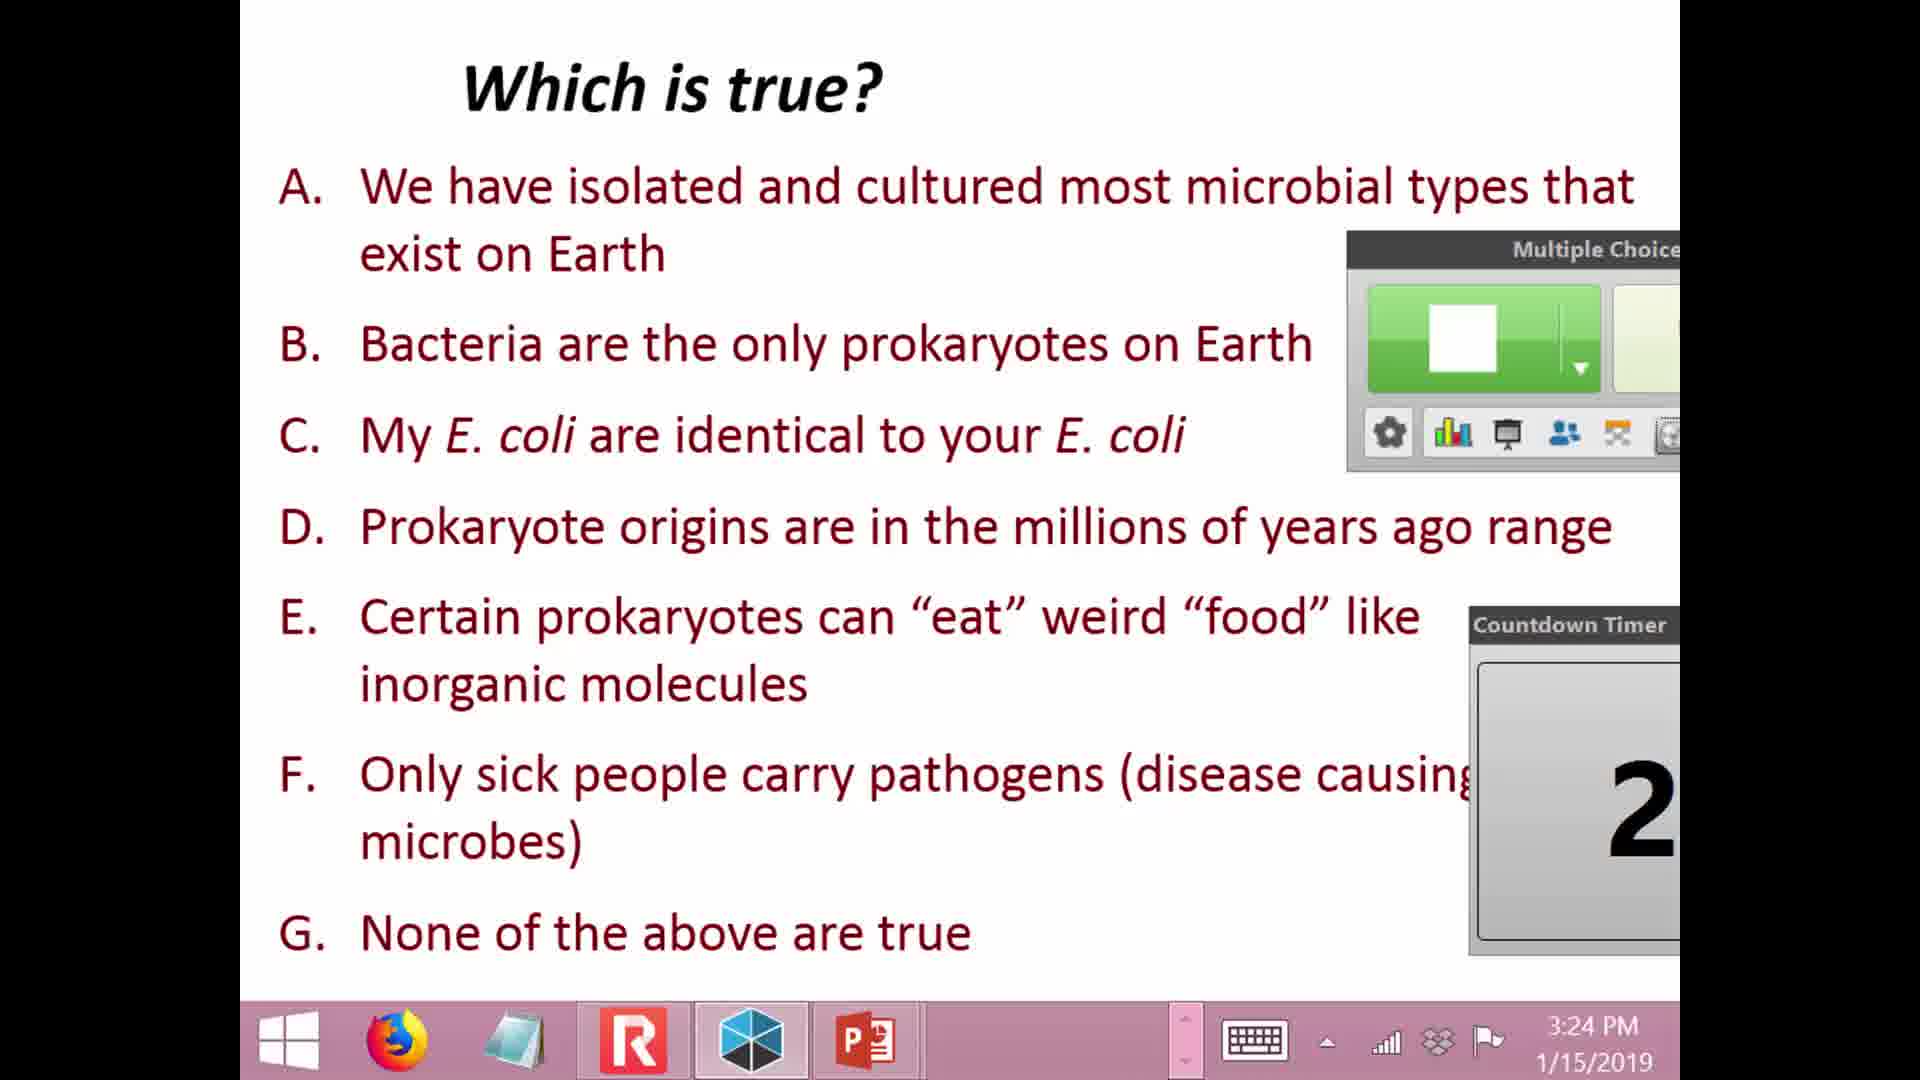 Which is true?
A. We have isolated and cultured most microbial types that
exist on Earth
Multiple Choice
B. Bacteria are the only prokaryotes on Earth
C. My E. coli are identical to your E. coli
D. Prokaryote origins are in the millions of years ago range
E. Certain prokaryotes can “eat” weird “food” like
inorganic molecules
Countdown Timer
2
F. Only sick people carry pathogens (disease causing
microbes)
G. None of the above are true
3:24 PM
1/15/2019